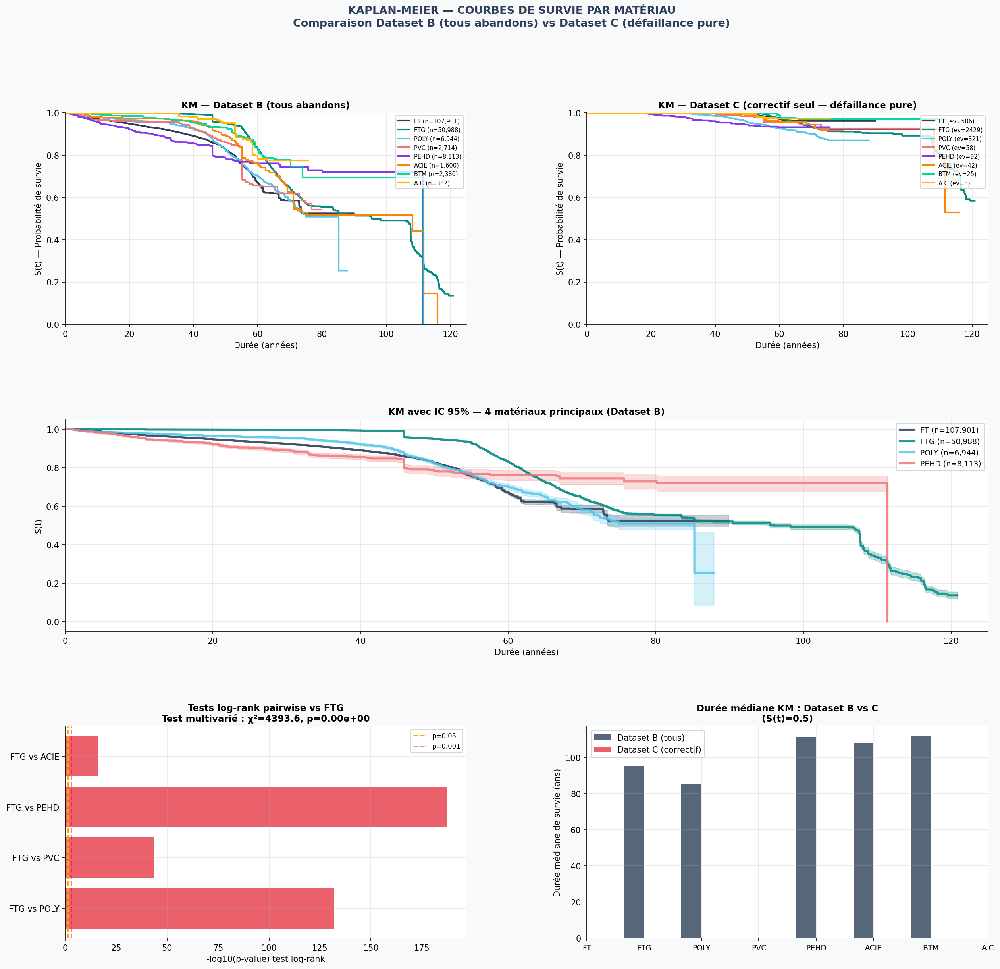 KAPLAN-MEIER — COURBES DE SURVIE PAR MATÉRIAU
Comparaison Dataset B (tous abandons) vs Dataset C (défaillance pure)
KM — Dataset B (tous abandons)
S(t) — Probabilité de survie
1.0
0.8
0.6
0.4
0.2
0.0
0 20 40 60 80 100 120
Durée (années)
FT (n=107,901)
FTG (n=50,988)
POLY (n=6,944)
PVC (n=2,714)
PEHD (n=8,113)
ACIE (n=1,600)
BTM (n=2,380)
A.C (n=382)
KM — Dataset C (correctif seul — défaillance pure)
S(t) — Probabilité de survie
1.0
0.8
0.6
0.4
0.2
0.0
0 20 40 60 80 100 120
Durée (années)
FT (ev=506)
FTG (ev=2429)
POLY (ev=321)
PVC (ev=58)
PEHD (ev=92)
ACIE (ev=42)
BTM (ev=25)
A.C (ev=8)
KM avec IC 95% — 4 matériaux principaux (Dataset B)
S(t)
1.0
0.8
0.6
0.4
0.2
0.0
0 20 40 60 80 100 120
Durée (années)
FT (n=107,901)
FTG (n=50,988)
POLY (n=6,944)
PEHD (n=8,113)
Tests log-rank pairwise vs FTG
Test multivarié : χ²=4393.6, p=0.00e+00
p=0.05
p=0.001
FTG vs ACIE
FTG vs PEHD
FTG vs PVC
FTG vs POLY
0 25 50 75 100 125 150 175
-log10(p-value) test log-rank
Durée médiane KM : Dataset B vs C
(S(t)=0.5)
Dataset B (tous)
Dataset C (correctif)
Durée médiane de survie (ans)
100
80
60
40
20
0
FT FTG POLY PVC PEHD ACIE BTM A.C